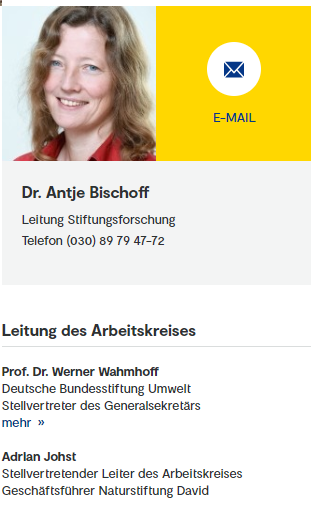 E-MAIL
Dr. Antje Bischoff
Leitung Stiftungsforschung
Telefon (030) 89 79 47-72
Leitung des Arbeitskreises
Prof. Dr. Werner Wahmhoff
Deutsche Bundesstiftung Umwelt
Stellvertreter des Generalsekretärs
mehr »
Adrian Johst
Stellvertretender Leiter des Arbeitskreises
Geschäftsführer Naturstiftung David